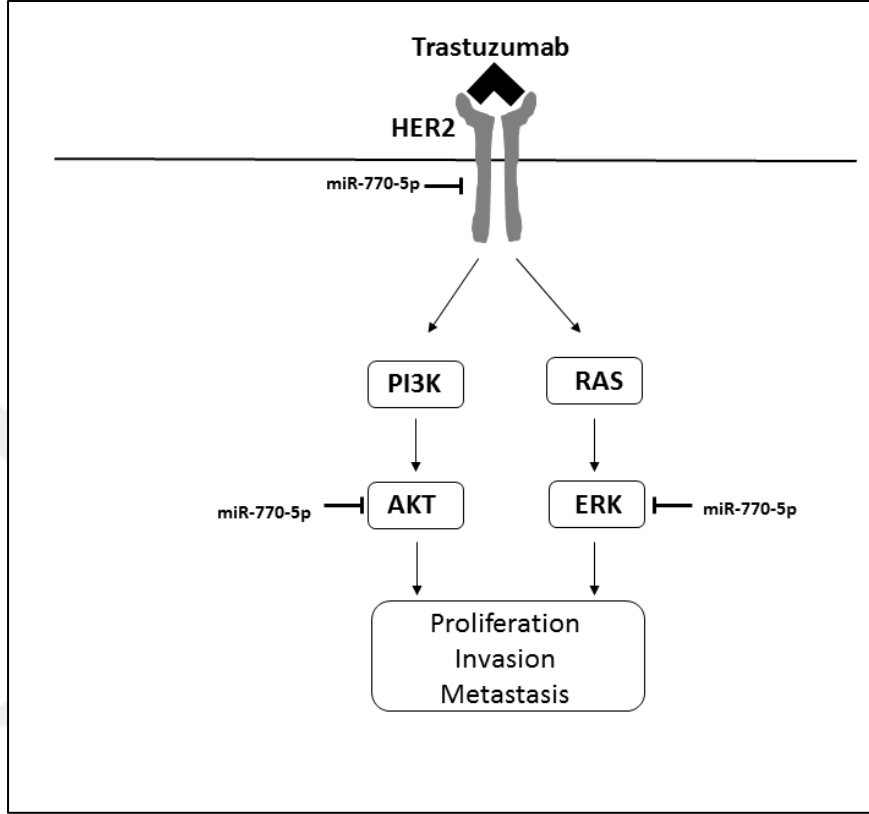 Trastuzumab
HER2
miR-770-5p
PI3K
RAS
miR-770-5p
AKT
ERK
miR-770-5p
Proliferation
Invasion
Metastasis